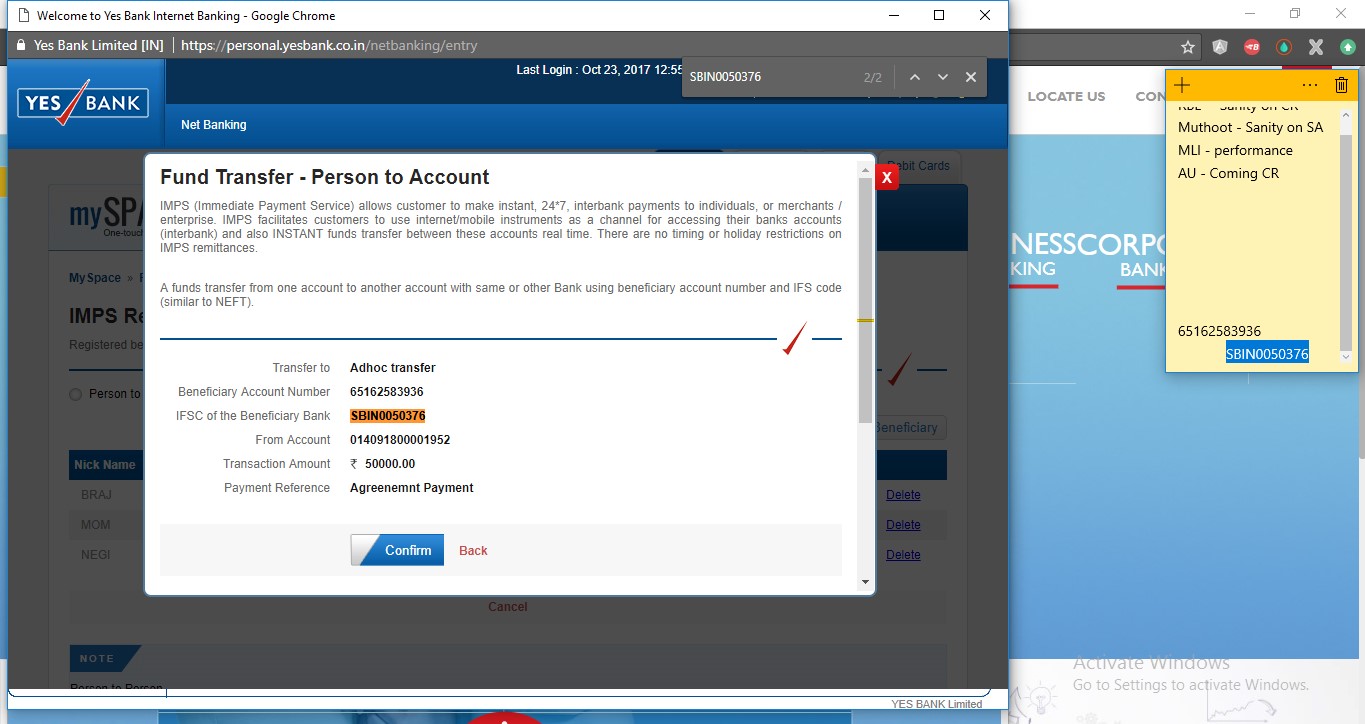 Welcome to Yes Bank Internet Banking - Google Chrome
Yes Bank Limited [IN] https://personal.yesbank.co.in/netbanking/entry
YES BANK
Last Login : Oct 23, 2017 12:55
SBIN0050376 2/2
Net Banking
Debit Cards
LOCATE US
CON
Muthoot - Sanity on SA
MLI - performance
AU - Coming CR
65162583936
SBIN0050376
my SPA
One-touch
MySpace »
IMPS Re
Registered be
Person to
Fund Transfer - Person to Account
IMPS (Immediate Payment Service) allows customer to make instant, 24*7, interbank payments to individuals, or merchants /
enterprise. IMPS facilitates customers to use internet/mobile instruments as a channel for accessing their banks accounts
(interbank) and also INSTANT funds transfer between these accounts real time. There are no timing or holiday restrictions on
IMPS remittances.
A funds transfer from one account to another account with same or other Bank using beneficiary account number and IFS code
(similar to NEFT).
Transfer to Adhoc transfer
Beneficiary Account Number 65162583936
IFSC of the Beneficiary Bank SBIN0050376
From Account 014091800001952
Transaction Amount ₹ 50000.00
Payment Reference Agreenemnt Payment
Confirm Back
X
Beneficiary
Nick Name
BRAJ Delete
MOM Delete
NEGI Delete
Cancel
NOTE
Person to Person
YES BANK Limited
NESS CORPO
KING BANK
Activate Windows
Go to Settings to activate Windows.